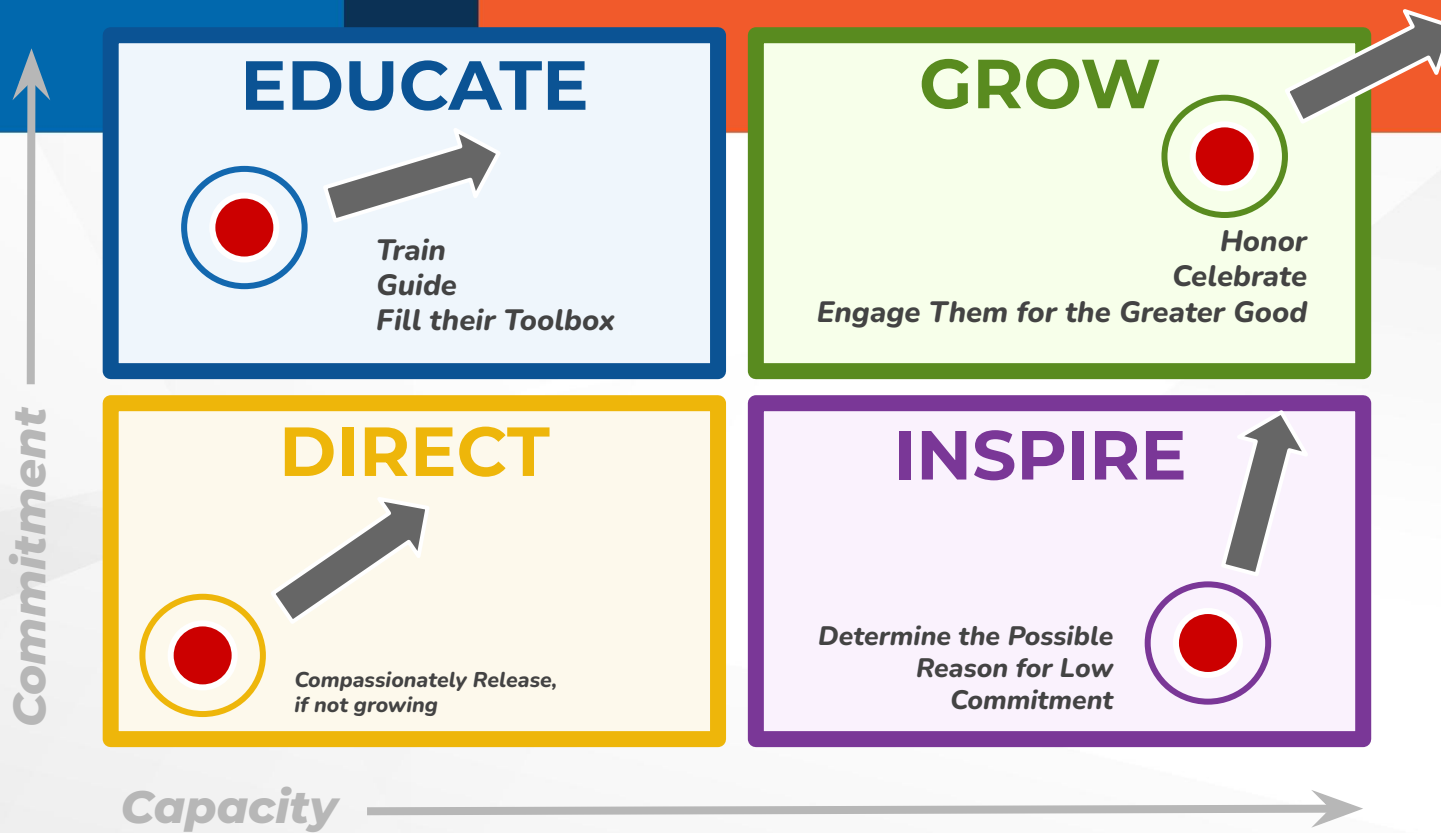 EDUCATE
Train
Guide
Fill their Toolbox
GROW
Honor
Celebrate
Engage Them for the Greater Good
DIRECT
Compassionately Release,
if not growing
INSPIRE
Determine the Possible
Reason for Low
Commitment
Commitment
Capacity